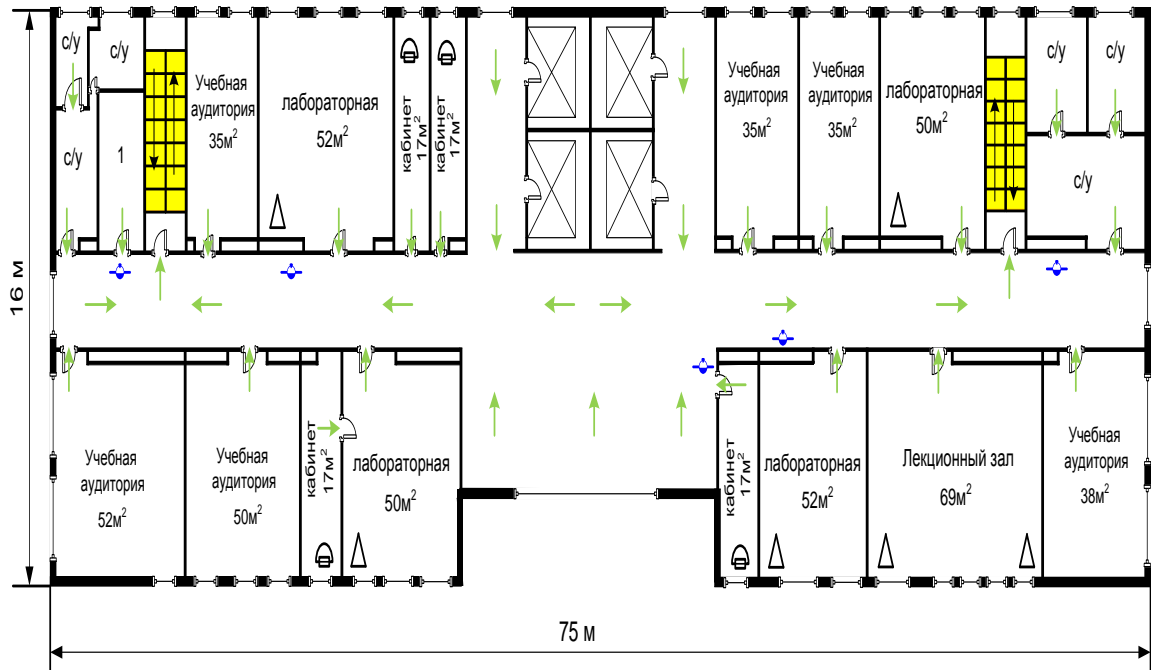 с/у
с/у
с/у
1
Учебная
аудитория
35м²
лабораторная
52м²
кабинет
17м²
кабинет
17м²
Учебная
аудитория
35м²
Учебная
аудитория
35м²
лабораторная
50м²
с/у
с/у
с/у
16 м
Учебная
аудитория
52м²
Учебная
аудитория
50м²
кабинет
17м²
лабораторная
50м²
кабинет
17м²
лабораторная
52м²
Лекционный зал
69м²
Учебная
аудитория
38м²
75 м